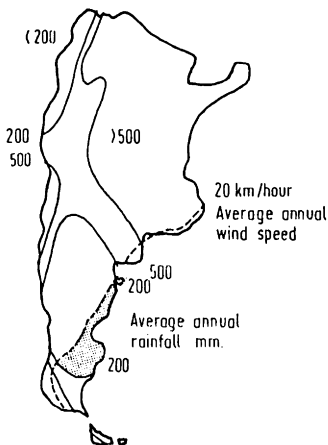 < 200
200
500
>500
20 km/hour
Average annual
wind speed
500
200
Average annual
rainfall mm.
200